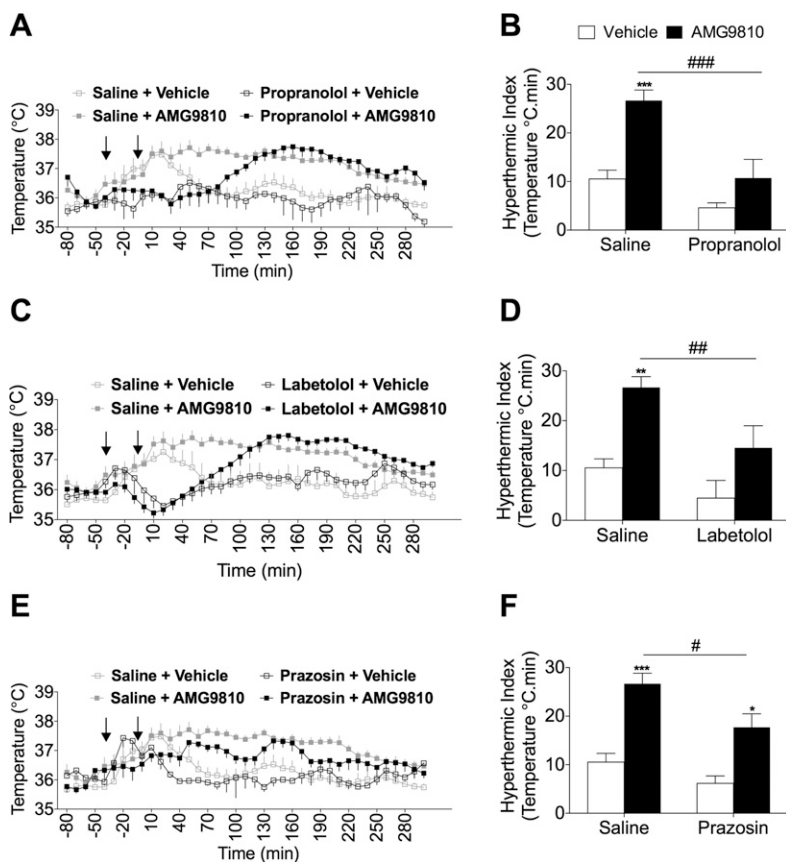 A
Saline + Vehicle
Propranolol + Vehicle
Saline + AMG9810
Propranolol + AMG9810
Temperature (°C)
39
38
37
36
35
-80
-50
-20
10
40
70
100
130
160
190
220
250
280
Time (min)
B
Vehicle
AMG9810
###
***
Hyperthermic Index
(Temperature °C.min)
30
20
10
0
Saline
Propranolol
C
Saline + Vehicle
Labetolol + Vehicle
Saline + AMG9810
Labetolol + AMG9810
Temperature (°C)
39
38
37
36
35
-80
-50
-20
10
40
70
100
130
160
190
220
250
280
Time (min)
D
##
**
Hyperthermic Index
(Temperature °C.min)
30
20
10
0
Saline
Labetolol
E
Saline + Vehicle
Prazosin + Vehicle
Saline + AMG9810
Prazosin + AMG9810
Temperature (°C)
39
38
37
36
35
-80
-50
-20
10
40
70
100
130
160
190
220
250
280
Time (min)
F
#
***
*
Hyperthermic Index
(Temperature °C.min)
30
20
10
0
Saline
Prazosin